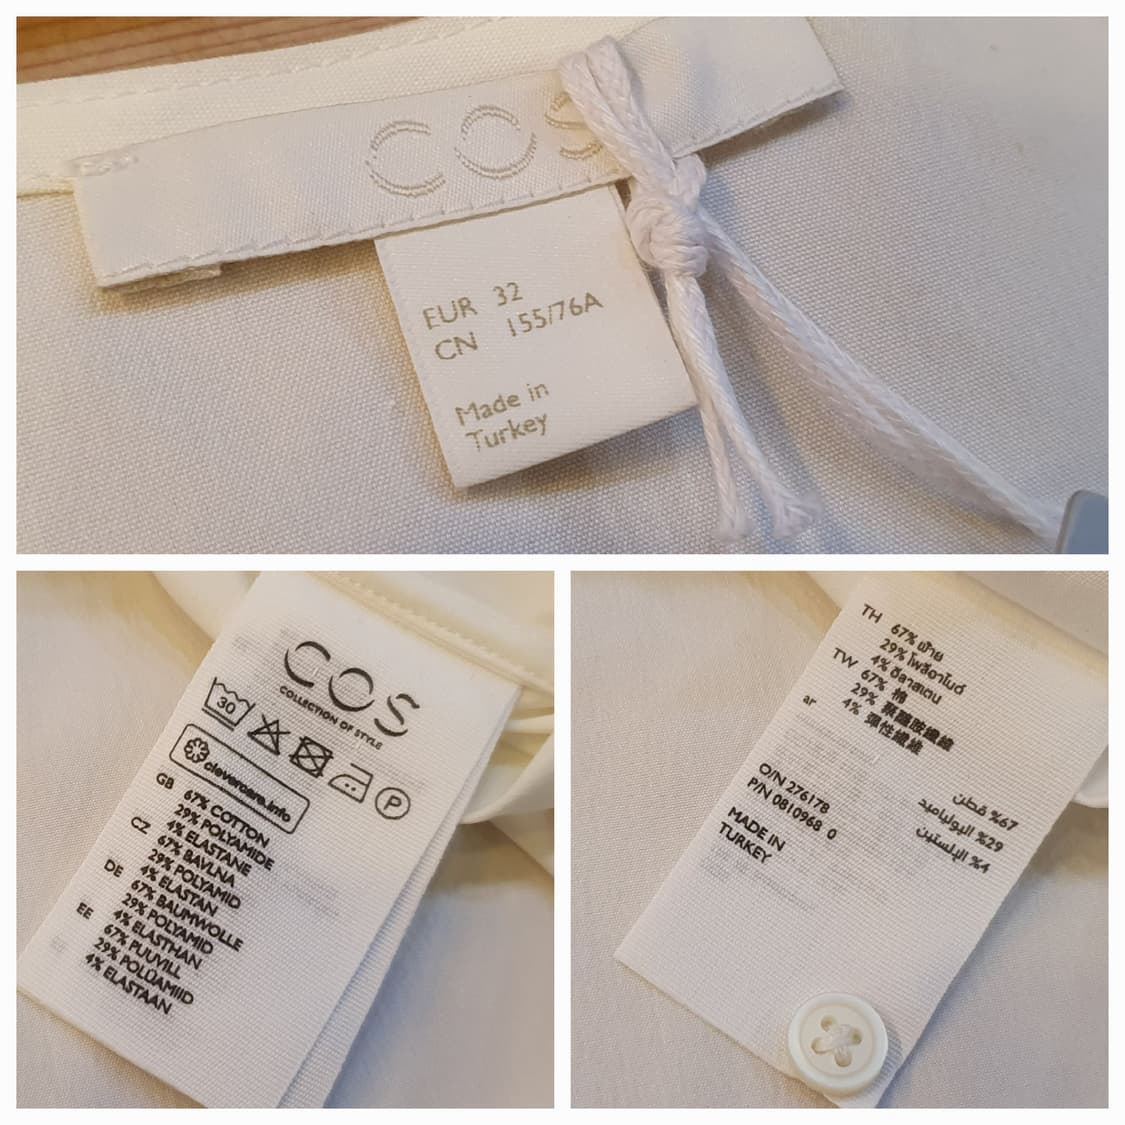 COS
EUR 32
CN 155/76A
Made in
Turkey
COS
COLLECTION OF STYLE
30
P
clevercare.info
GB 67% COTTON
29% POLYAMIDE
4% ELASTANE
CZ 67% BAVLNA
29% POLYAMID
4% ELASTAN
DE 67% BAUMWOLLE
29% POLYAMID
4% ELASTHAN
EE 67% PUUVILL
29% POLÜAMIID
4% ELASTAAN
TH 67% ฝ้าย
29% โพลีอาไมด์
4% อีลาสเตน
TW 67% 棉
29% 聚醯胺纖維
4% 彈性纖維
ar
%67 قطن
%29 البولياميد
%4 اليلستين
O/N 276178
P/N 0810968 0
MADE IN
TURKEY